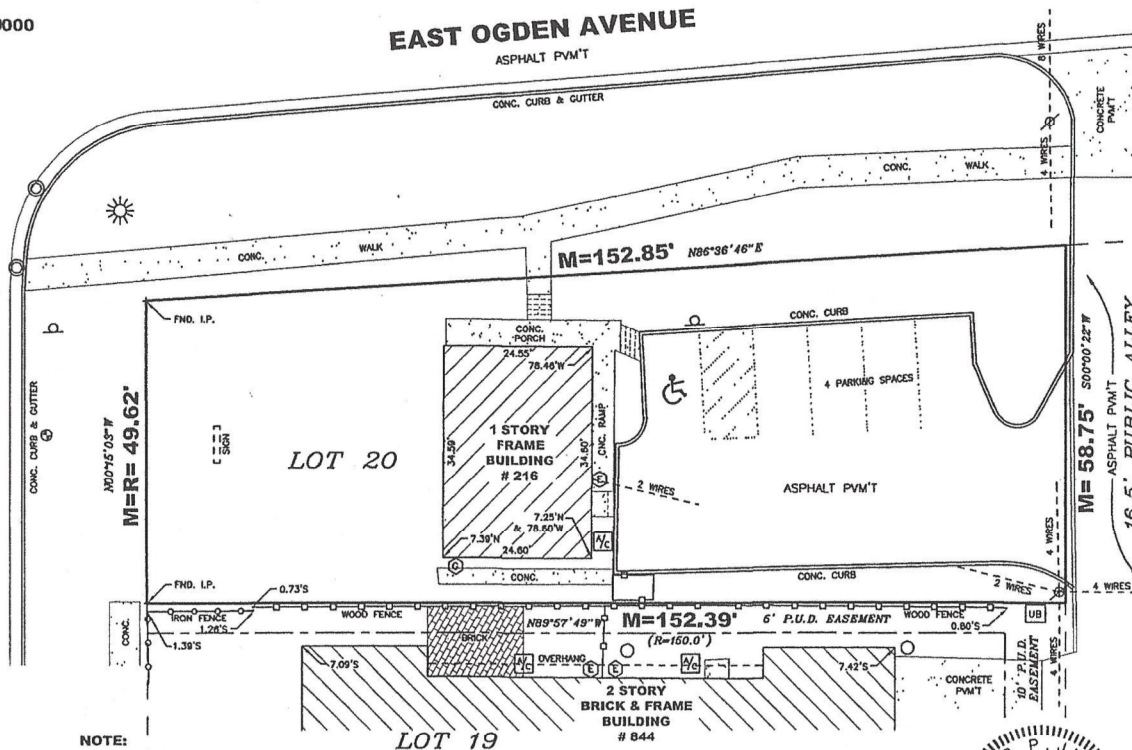 0000
EAST OGDEN AVENUE
ASPHALT PVM'T
8 WIRES
CONC. CURB & GUTTER
CONCRETE PVM'T
4 WIRES
CONC. WALK
CONC. WALK
M=152.85' N86°36'46"E
FND. I.P.
CONC. CURB
CONC. PORCH
24.55'
78.46'W
4 PARKING SPACES
CONC. CURB & GUTTER
N00°15'03"W
M=R= 49.62'
SIGN
LOT 20
34.59'
1 STORY
FRAME
BUILDING
# 216
34.60'
CNC. RAMP
E
2 WIRES
ASPHALT PVM'T
M= 58.75' S00°00'22"W
ASPHALT PVM'T
16.5' PUBLIC ALLEY
7.25'N
& 78.60'W
7.39'N
24.60'
A/C
G
CONC.
CONC. CURB
2 WIRES
4 WIRES
4 WIRES
FND. I.P.
0.73'S
IRON FENCE
1.26'S
WOOD FENCE
N89°57'49"W
M=152.39'
(R=150.0')
6' P.U.D. EASEMENT
WOOD FENCE
0.80'S
UB
CONC.
1.39'S
BRICK
7.09'S
A/C
OVERHANG
E
E
A/C
7.42'S
10' P.U.D.
EASEMENT
4 WIRES
CONCRETE
PVM'T
2 STORY
BRICK & FRAME
BUILDING
# 844
NOTE:
LOT 19
P